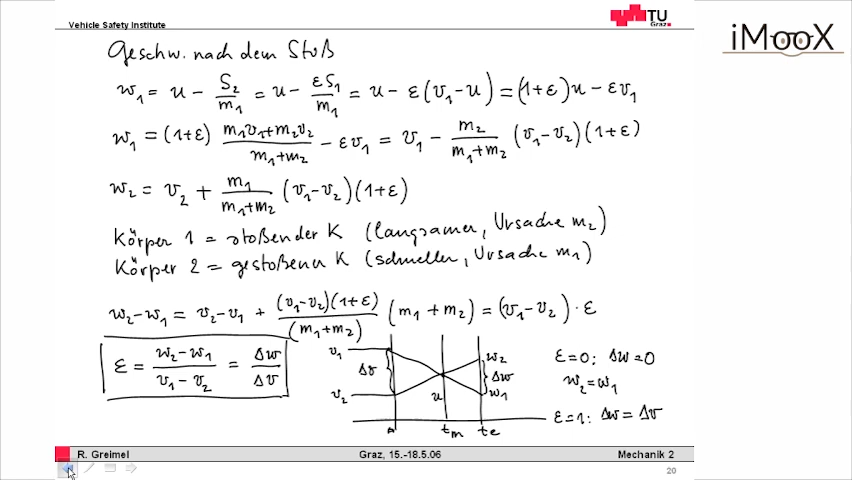 Vehicle Safety Institute
TU
Graz
iMooX
Geschw. nach dem Stoß
w₁ = u - S₂/m₁ = u - εS₁/m₁ = u - ε(v₁-u) = (1+ε)u - εv₁
w₁ = (1+ε) (m₁v₁+m₂v₂)/(m₁+m₂) - εv₁ = v₁ - m₂/(m₁+m₂) (v₁-v₂)(1+ε)
w₂ = v₂ + m₁/(m₁+m₂) (v₁-v₂)(1+ε)
Körper 1 = stoßender K (langsamer, Ursache m₂)
Körper 2 = gestoßener K (schneller, Ursache m₁)
w₂-w₁ = v₂-v₁ + (v₁-v₂)(1+ε)/(m₁+m₂) (m₁+m₂) = (v₁-v₂)·ε
ε = (w₂-w₁)/(v₁-v₂) = Δw/Δv
v₁
Δv
v₂
w₂
Δw
w₁
u
A
tm
te
ε=0: Δw=0
w₂=w₁
ε=1: Δw=Δv
R. Greimel
Graz, 15.-18.5.06
Mechanik 2
20